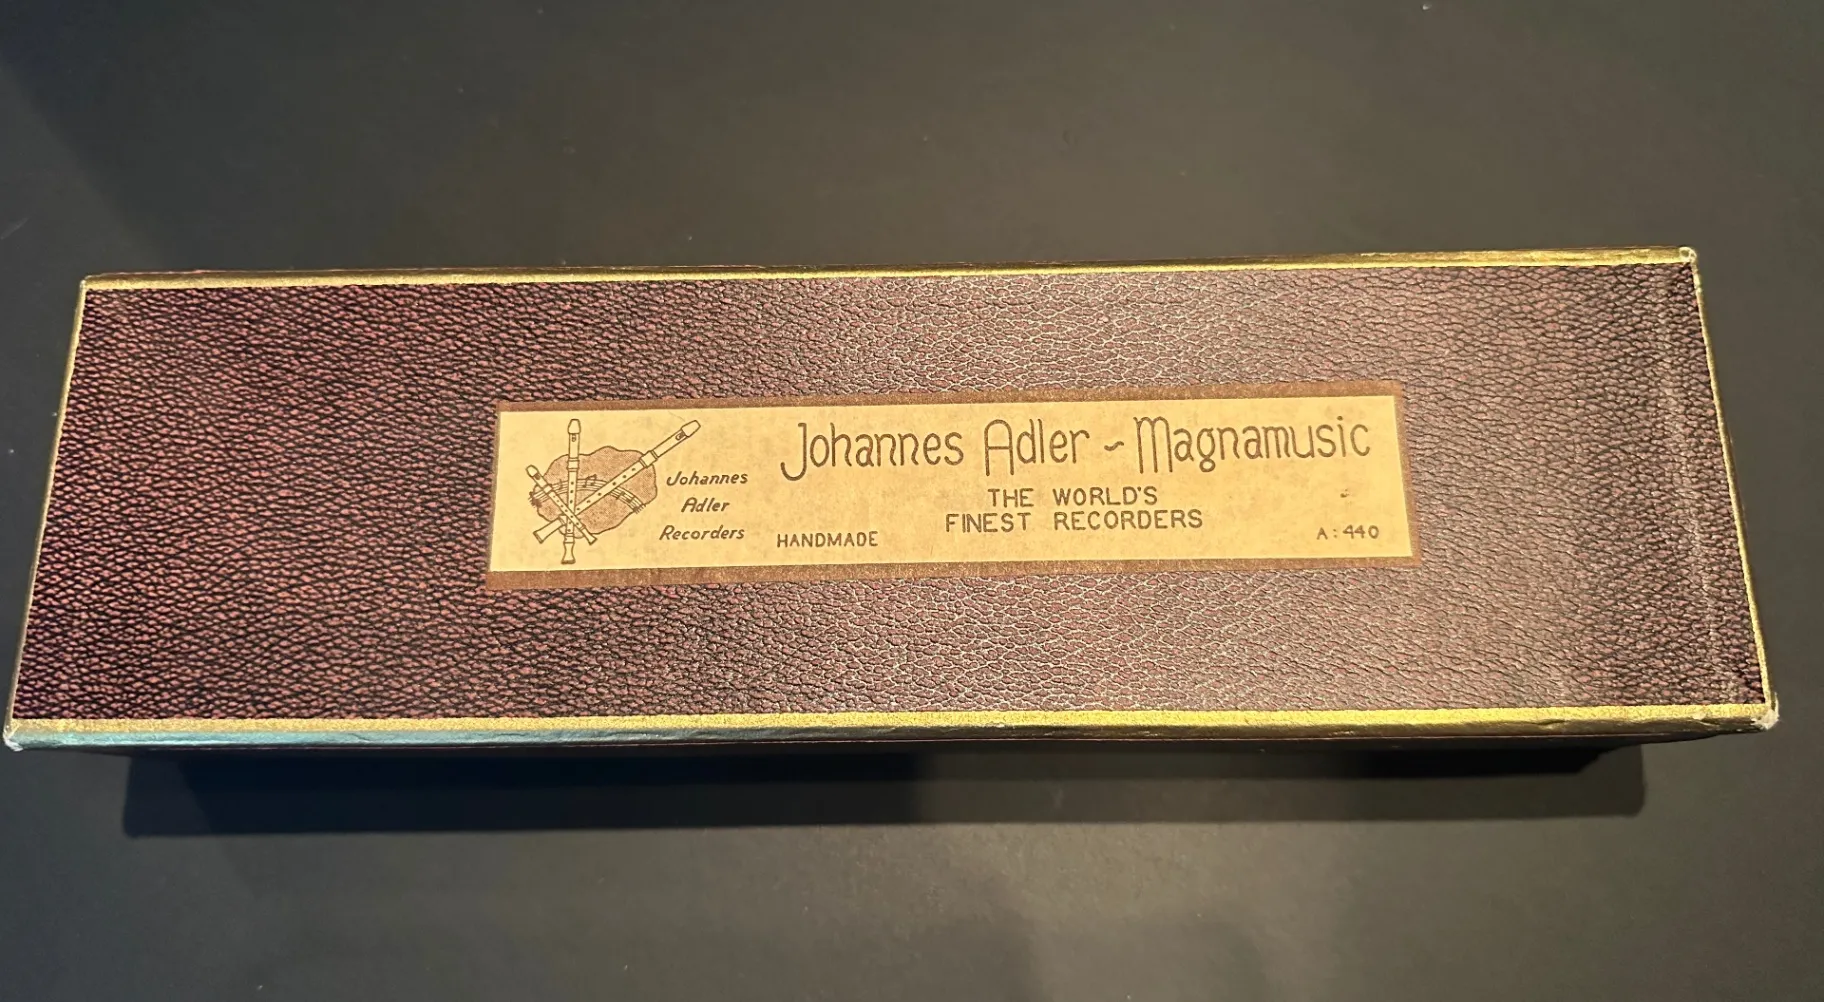 Johannes
Adler
Recorders
Johannes Adler ~ Magnamusic
THE WORLD'S
FINEST RECORDERS
HANDMADE
A:440